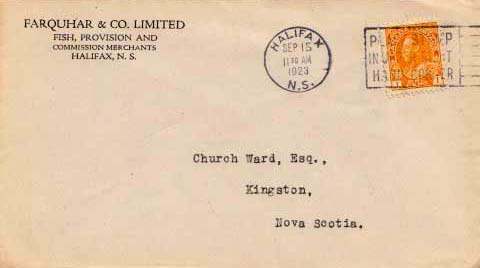 FARQUHAR & CO. LIMITED
FISH, PROVISION AND
COMMISSION MERCHANTS
HALIFAX, N. S.
HALIFAX
SEP 15
AM
1923
N.S.
Church Ward, Esq.,
Kingston,
Nova Scotia.